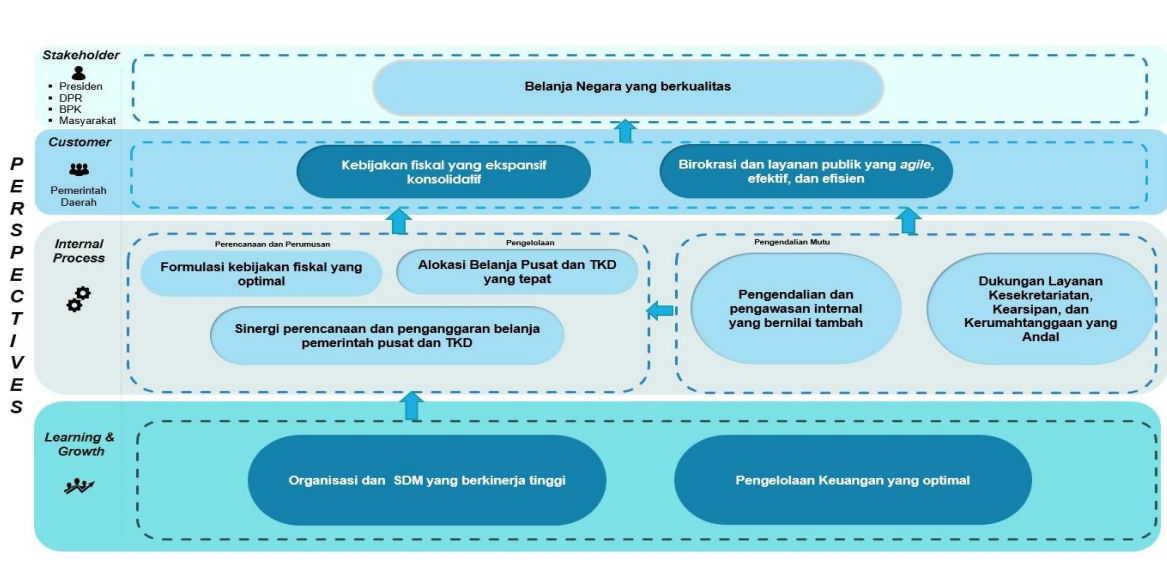 PERSPECTIVES
Stakeholder
▪ Presiden
▪ DPR
▪ BPK
▪ Masyarakat
Belanja Negara yang berkualitas
Customer
Pemerintah
Daerah
Kebijakan fiskal yang ekspansif
konsolidatif
Birokrasi dan layanan publik yang agile,
efektif, dan efisien
Internal
Process
Perencanaan dan Perumusan
Formulasi kebijakan fiskal yang
optimal
Pengelolaan
Alokasi Belanja Pusat dan TKD
yang tepat
Sinergi perencanaan dan penganggaran belanja
pemerintah pusat dan TKD
Pengendalian Mutu
Pengendalian dan
pengawasan internal
yang bernilai tambah
Dukungan Layanan
Kesekretariatan,
Kearsipan, dan
Kerumahtanggaan yang
Andal
Learning &
Growth
Organisasi dan SDM yang berkinerja tinggi
Pengelolaan Keuangan yang optimal